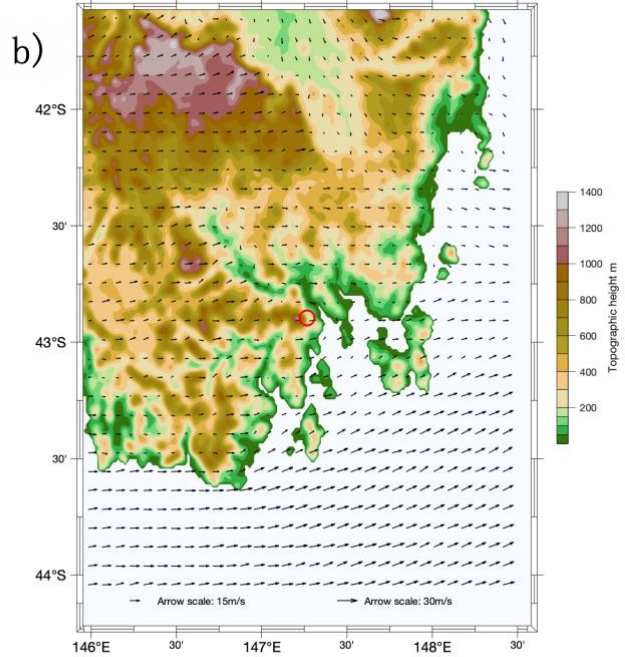 b)
42°S
30'
43°S
30'
44°S
Arrow scale: 15m/s
Arrow scale: 30m/s
146°E
30'
147°E
30'
148°E
30'
1400
1200
1000
800
600
400
200
Topographic height m